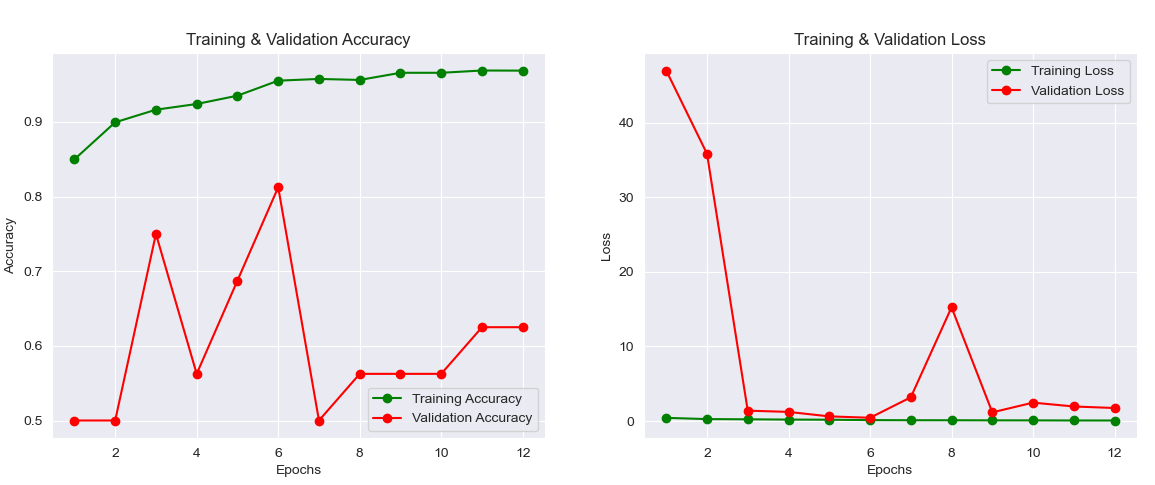 Training & Validation Accuracy
Accuracy
0.9
0.8
0.7
0.6
0.5
2 4 6 8 10 12
Epochs
Training Accuracy
Validation Accuracy
Training & Validation Loss
Loss
40
30
20
10
0
2 4 6 8 10 12
Epochs
Training Loss
Validation Loss